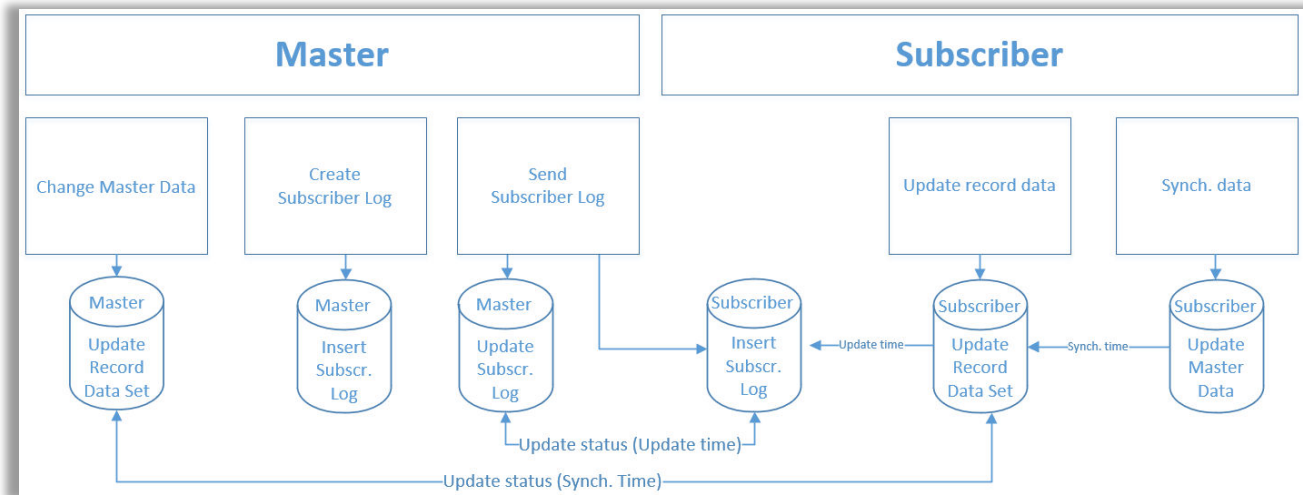 Master
Subscriber
Change Master Data
Create
Subscriber Log
Send
Subscriber Log
Update record data
Synch. data
Master
Update
Record
Data Set
Master
Insert
Subscr.
Log
Master
Update
Subscr.
Log
Subscriber
Insert
Subscr.
Log
Update time
Subscriber
Update
Record
Data Set
Synch. time
Subscriber
Update
Master
Data
Update status (Update time)
Update status (Synch. Time)